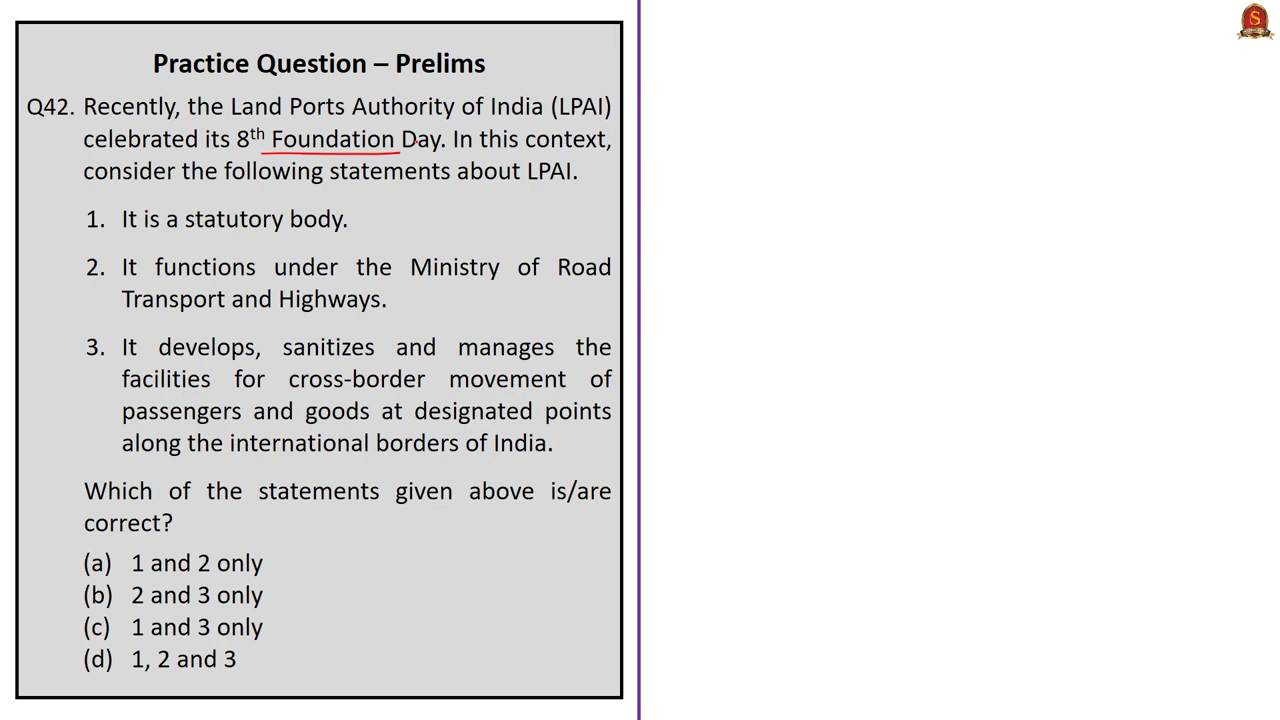 Practice Question – Prelims
Q42. Recently, the Land Ports Authority of India (LPAI)
celebrated its 8th Foundation Day. In this context,
consider the following statements about LPAI.
1. It is a statutory body.
2. It functions under the Ministry of Road
Transport and Highways.
3. It develops, sanitizes and manages the
facilities for cross-border movement of
passengers and goods at designated points
along the international borders of India.
Which of the statements given above is/are
correct?
(a) 1 and 2 only
(b) 2 and 3 only
(c) 1 and 3 only
(d) 1, 2 and 3
S